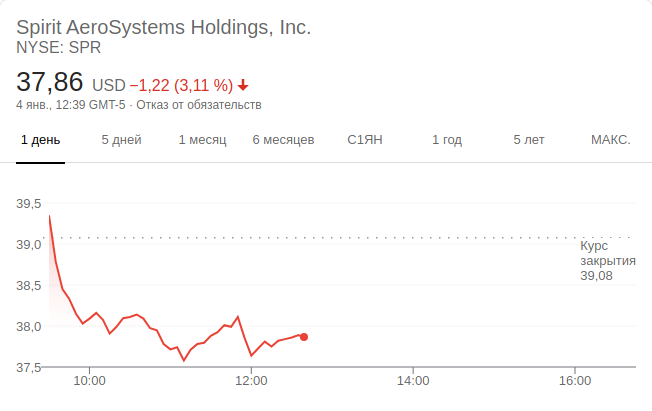 Spirit AeroSystems Holdings, Inc.
NYSE: SPR
37,86 USD −1,22 (3,11 %)
4 янв., 12:39 GMT-5 · Отказ от обязательств
1 день 5 дней 1 месяц 6 месяцев С1ЯН 1 год 5 лет МАКС.
39,5
39,0
Курс
закрытия
39,08
38,5
38,0
37,5
10:00 12:00 14:00 16:00